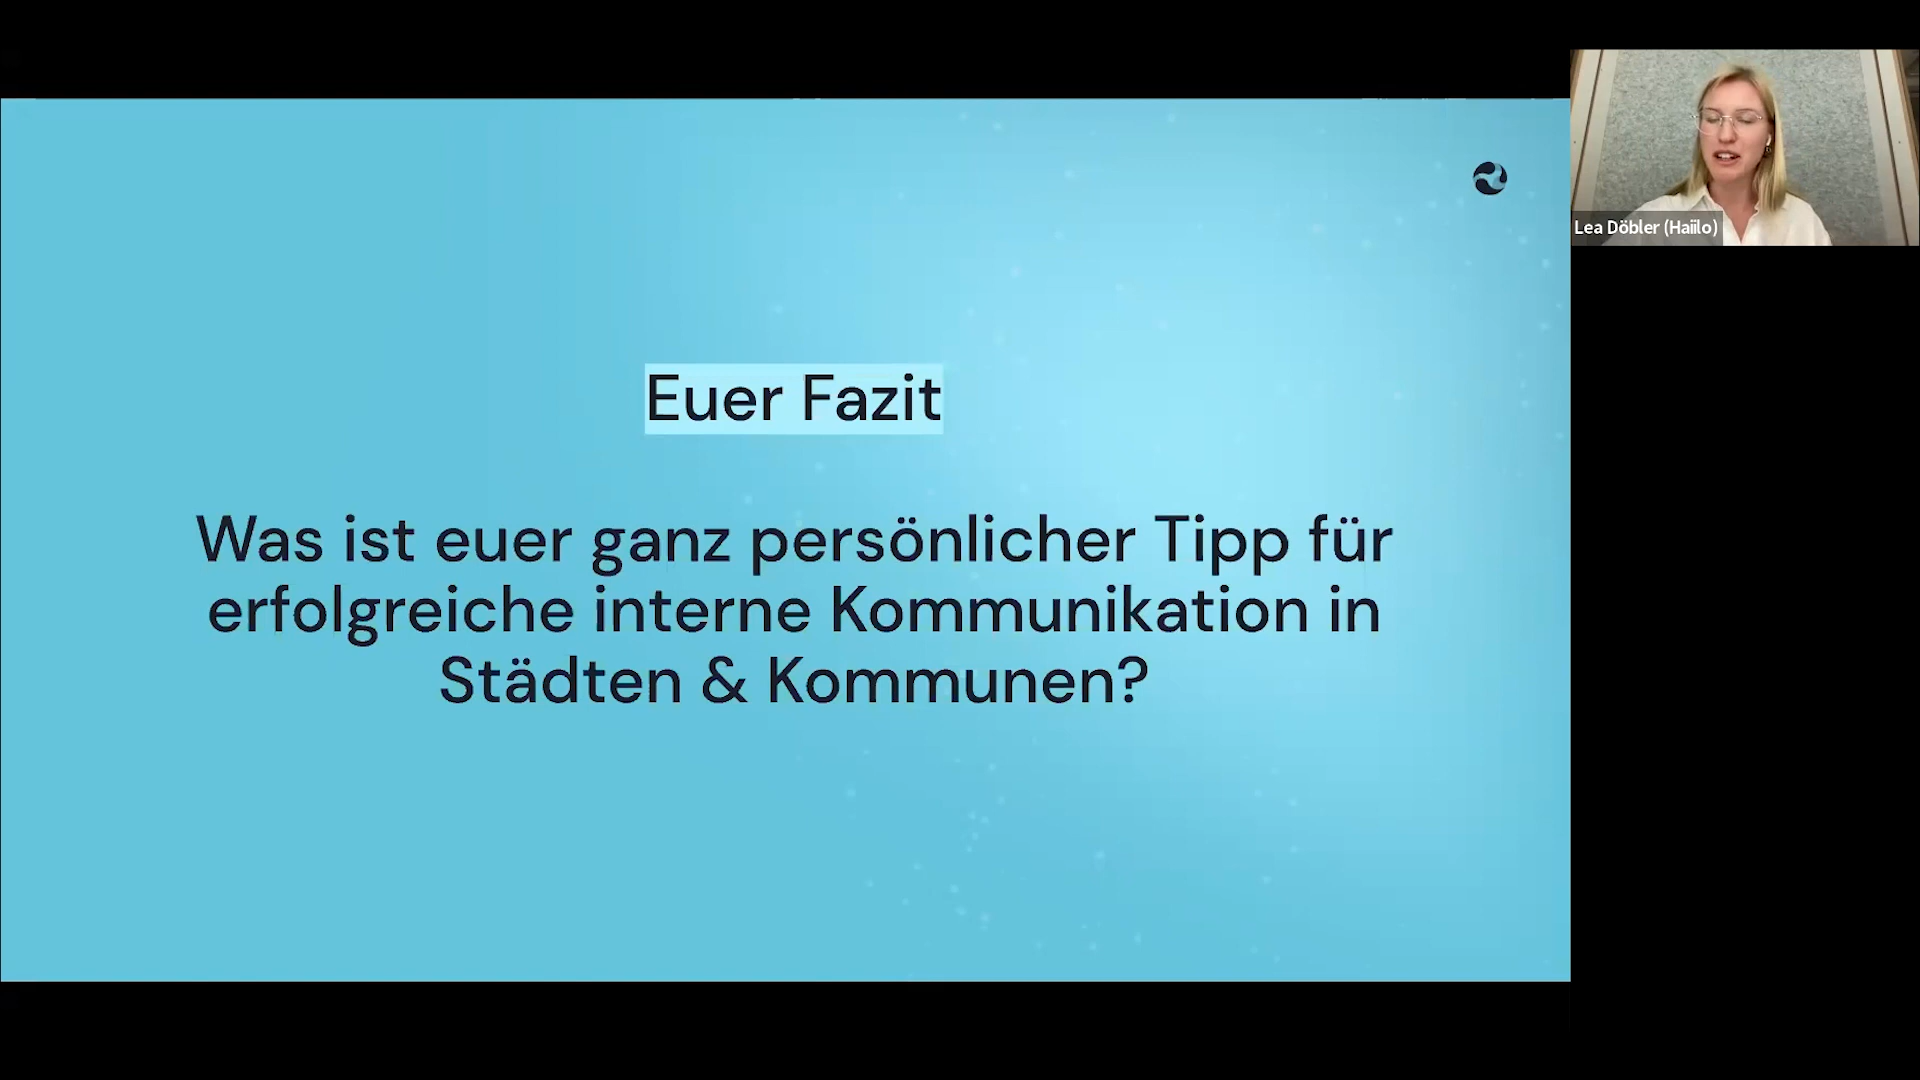 Euer Fazit
Was ist euer ganz persönlicher Tipp für
erfolgreiche interne Kommunikation in
Städten & Kommunen?
Lea Döbler (Haiilo)